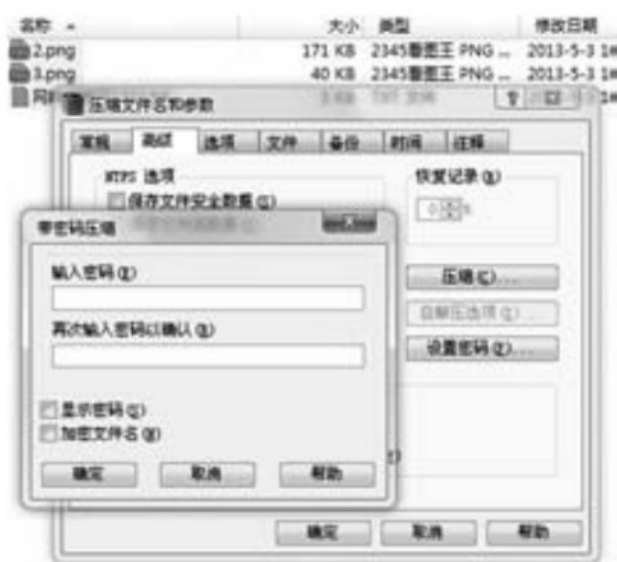 名称 大小 类型 修改日期
2.png 171 KB 2345看图王 PNG ... 2013-5-3 1
3.png 40 KB 2345看图王 PNG ... 2013-5-3 1
压缩文件名和参数
常规 高级 选项 文件 备份 时间 注释
NTFS 选项 恢复记录(R)
保存文件安全数据(S)
0 %
带密码压缩
输入密码(E)
压缩(C)...
再次输入密码以确认(R)
自解压选项(X)...
设置密码(P)...
显示密码(S)
加密文件名(N)
确定 取消 帮助
确定 取消 帮助